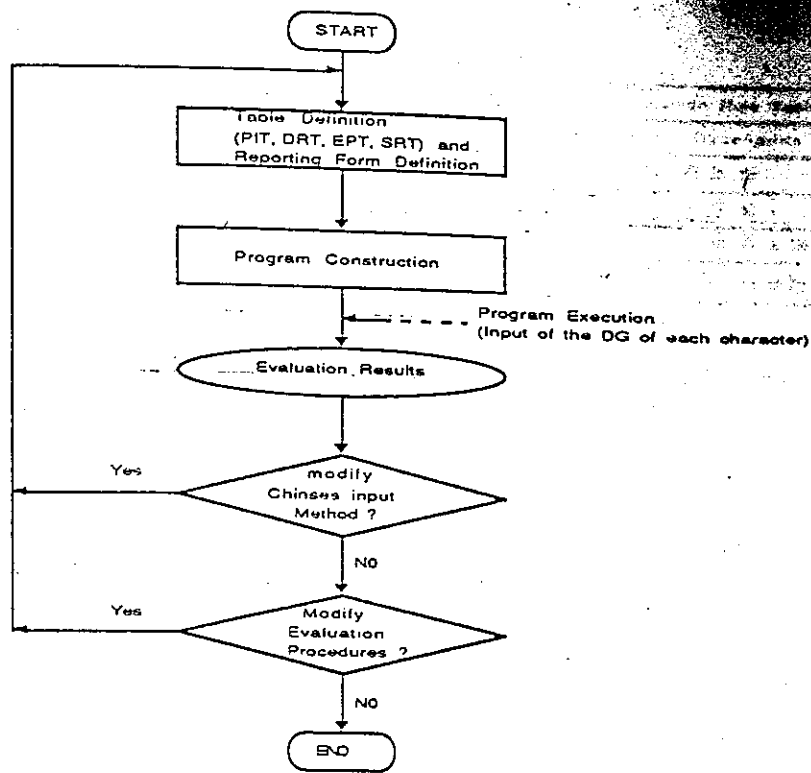 START
Table Definition
(PIT, DRT, EPT, SRT) and
Reporting Form Definition
Program Construction
Program Execution
(Input of the DG of each character)
Evaluation Results
Yes
modify
Chinses input
Method ?
NO
Yes
Modify
Evaluation
Procedures ?
NO
END